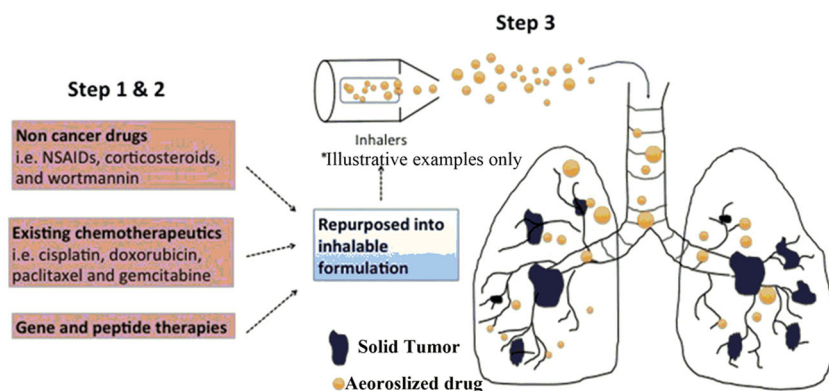 Step 3
Step 1 & 2
Non cancer drugs
i.e. NSAIDs, corticosteroids,
and wortmannin
Existing chemotherapeutics
i.e. cisplatin, doxorubicin,
paclitaxel and gemcitabine
Gene and peptide therapies
Inhalers
*Illustrative examples only
Repurposed into
inhalable
formulation
Solid Tumor
Aeoroslized drug